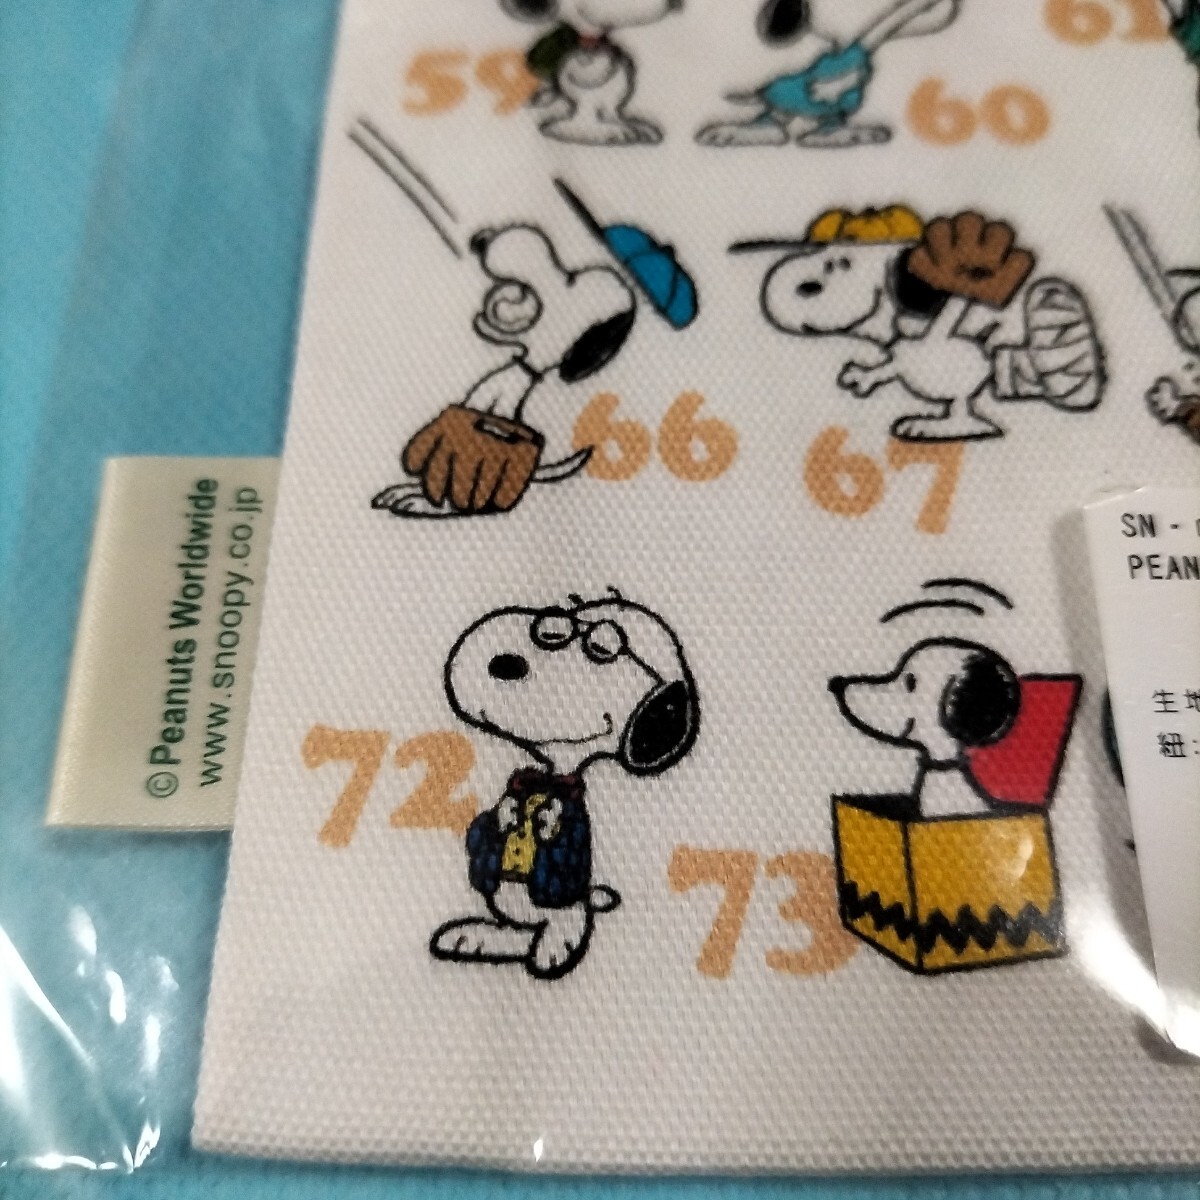 59
60
66
67
72
73
©Peanuts Worldwide
www.snoopy.co.jp
SN -
PEAN
生地
紐: